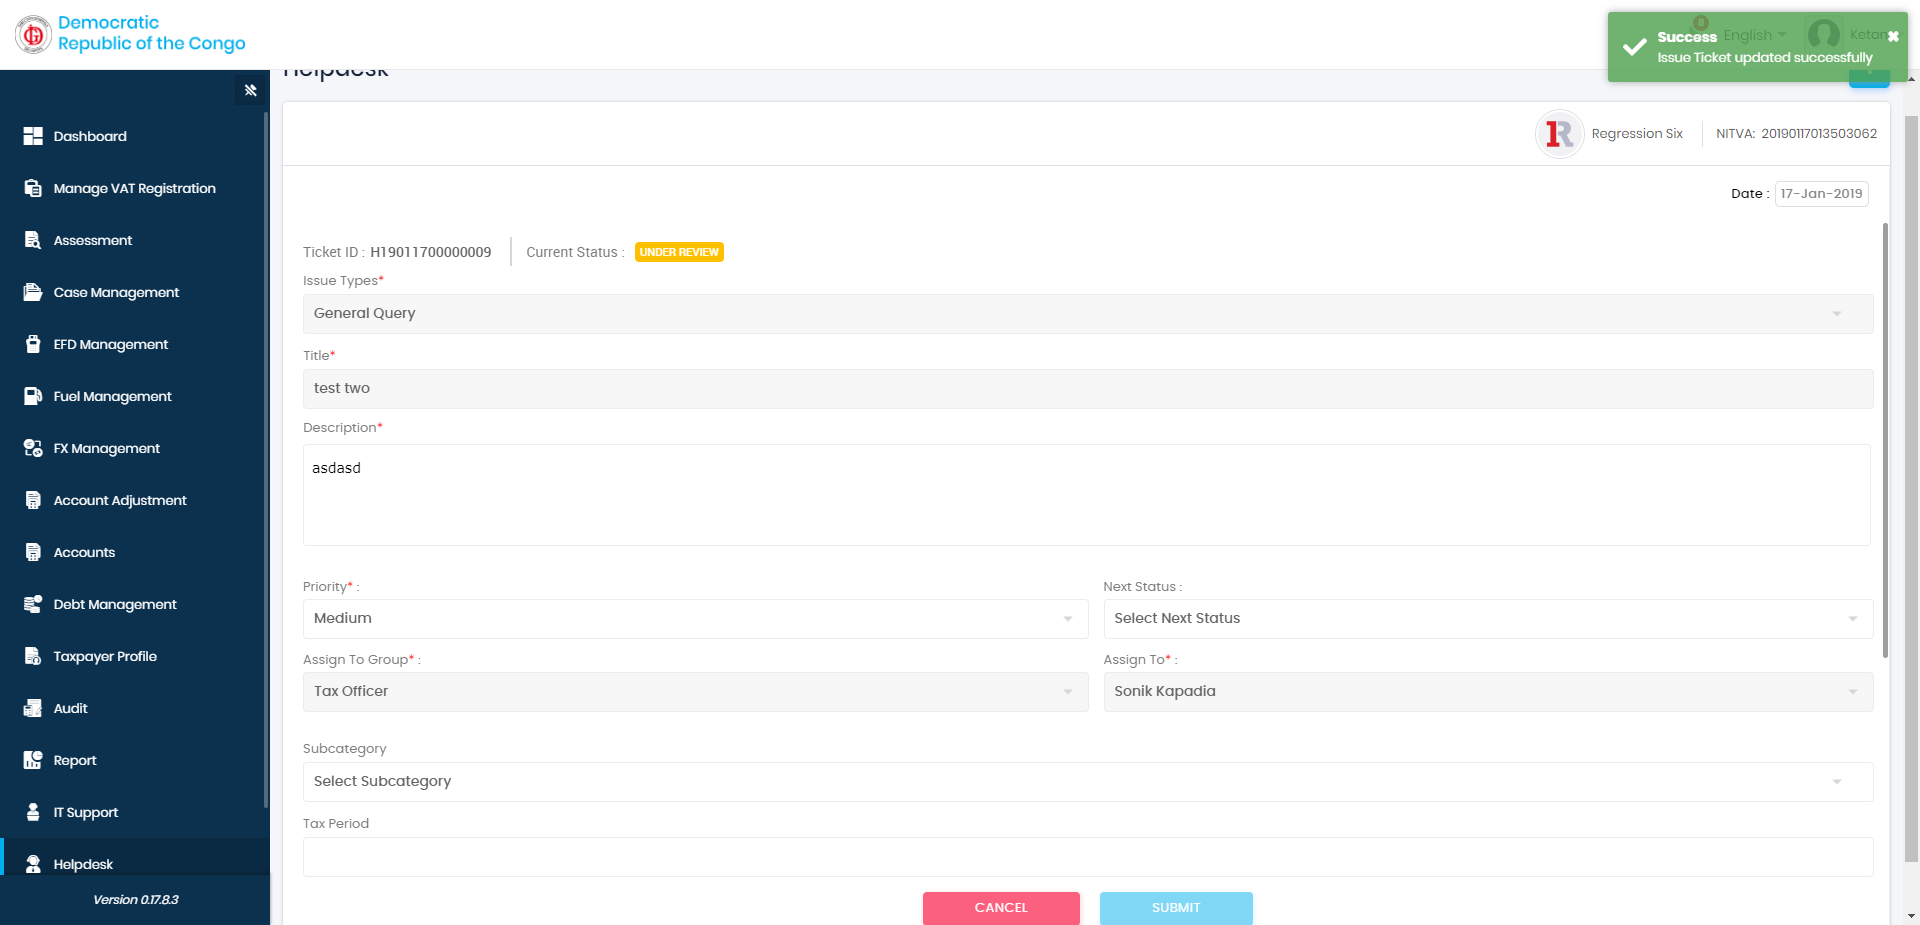 Democratic
Republic of the Congo
8
English
Ketan
Success
Issue Ticket updated successfully
Helpdesk
Dashboard
Manage VAT Registration
Assessment
Case Management
EFD Management
Fuel Management
FX Management
Account Adjustment
Accounts
Debt Management
Taxpayer Profile
Audit
Report
IT Support
Helpdesk
Version 0.17.8.3
1R Regression Six NITVA: 20190117013503062
Date : 17-Jan-2019
Ticket ID : H19011700000009 Current Status : UNDER REVIEW
Issue Types*
General Query
Title*
test two
Description*
asdasd
Priority* : Next Status :
Medium Select Next Status
Assign To Group* : Assign To* :
Tax Officer Sonik Kapadia
Subcategory
Select Subcategory
Tax Period
CANCEL SUBMIT